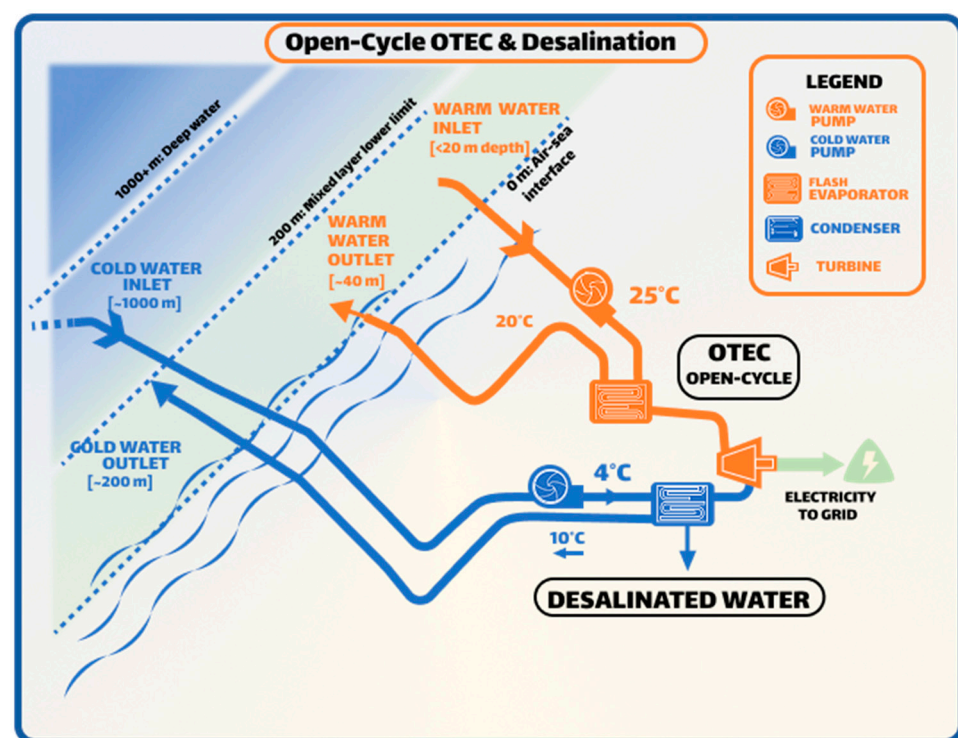 Open-Cycle OTEC & Desalination
LEGEND
WARM WATER
PUMP
COLD WATER
PUMP
FLASH
EVAPORATOR
CONDENSER
TURBINE
1000+ m: Deep water
200 m: Mixed layer lower limit
WARM WATER
INLET
[<20 m depth]
0 m: Air-sea
interface
WARM
WATER
OUTLET
[~40 m]
COLD WATER
INLET
[~1000 m]
25°C
20°C
OTEC
OPEN-CYCLE
COLD WATER
OUTLET
[~200 m]
4°C
ELECTRICITY
TO GRID
10°C
DESALINATED WATER